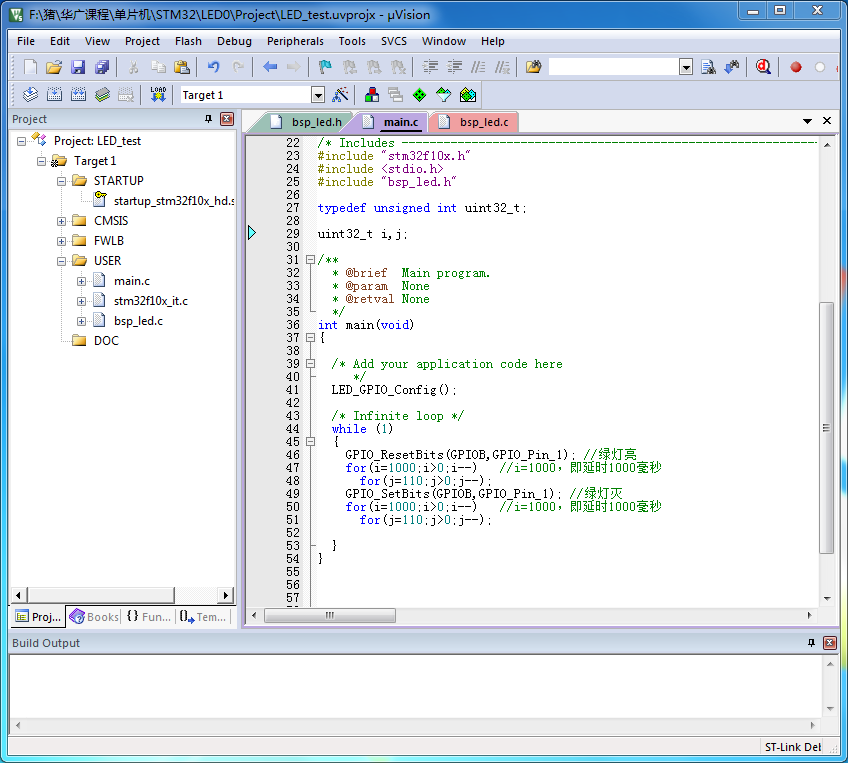 F:\猪\华广课程\单片机\STM32\LED0\Project\LED_test.uvprojx - µVision
File Edit View Project Flash Debug Peripherals Tools SVCS Window Help
LOAD Target 1
Project
Project: LED_test
Target 1
STARTUP
startup_stm32f10x_hd.s
CMSIS
FWLB
USER
main.c
stm32f10x_it.c
bsp_led.c
DOC
Proj... Books {} Fun... Tem...
bsp_led.h main.c bsp_led.c
22 /* Includes
23 #include "stm32f10x.h"
24 #include <stdio.h>
25 #include "bsp_led.h"
26
27 typedef unsigned int uint32_t;
28
29 uint32_t i,j;
30
31 /**
32 * @brief Main program.
33 * @param None
34 * @retval None
35 */
36 int main(void)
37 {
38
39 /* Add your application code here
40 */
41 LED_GPIO_Config();
42
43 /* Infinite loop */
44 while (1)
45 {
46 GPIO_ResetBits(GPIOB,GPIO_Pin_1); //绿灯亮
47 for(i=1000;i>0;i--) //i=1000，即延时1000毫秒
48 for(j=110;j>0;j--);
49 GPIO_SetBits(GPIOB,GPIO_Pin_1); //绿灯灭
50 for(i=1000;i>0;i--) //i=1000，即延时1000毫秒
51 for(j=110;j>0;j--);
52
53 }
54 }
55
56
57
Build Output
ST-Link Del